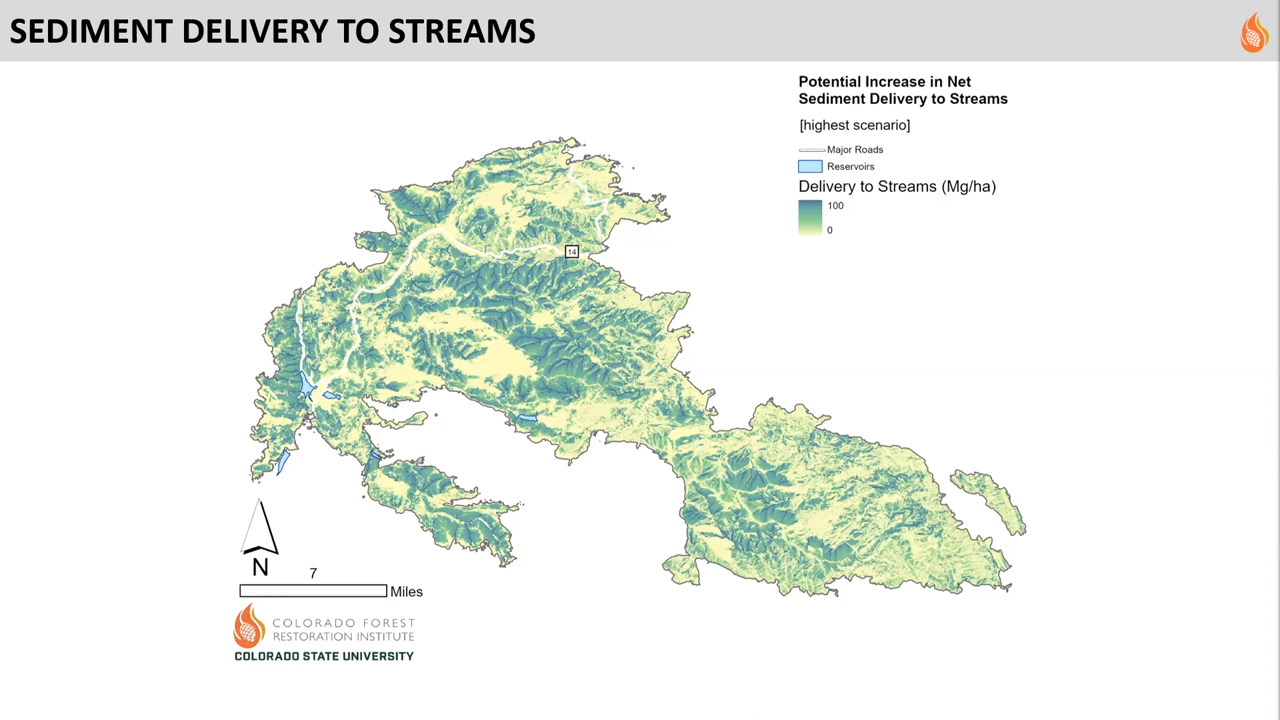 SEDIMENT DELIVERY TO STREAMS
Potential Increase in Net
Sediment Delivery to Streams
[highest scenario]
Major Roads
Reservoirs
Delivery to Streams (Mg/ha)
100
0
14
N
7
Miles
COLORADO FOREST
RESTORATION INSTITUTE
COLORADO STATE UNIVERSITY